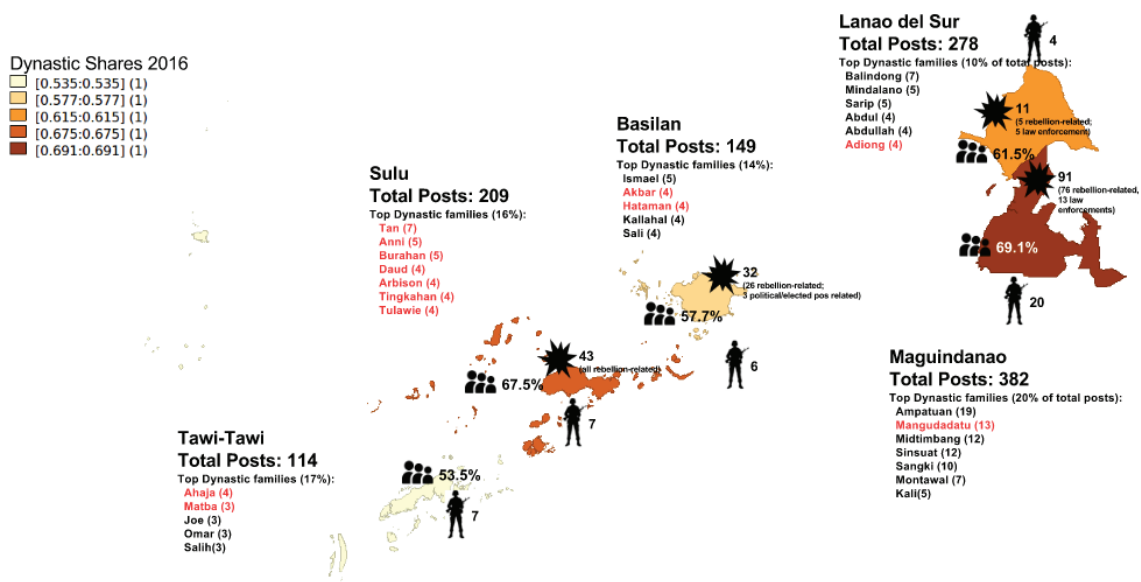 Dynastic Shares 2016
[0.535:0.535] (1)
[0.577:0.577] (1)
[0.615:0.615] (1)
[0.675:0.675] (1)
[0.691:0.691] (1)
Lanao del Sur
Total Posts: 278
Top Dynastic families (10% of total posts):
Balindong (7)
Mindalano (5)
Sarip (5)
Abdul (4)
Abdullah (4)
Adiong (4)
4
11
(5 rebellion-related;
5 law enforcement)
61.5%
91
(76 rebellion-related,
13 law
enforcements)
69.1%
20
Basilan
Total Posts: 149
Top Dynastic families (14%):
Ismael (5)
Akbar (4)
Hataman (4)
Kallahal (4)
Sali (4)
32
(26 rebellion-related;
3 political/elected pos related)
57.7%
6
Sulu
Total Posts: 209
Top Dynastic families (16%):
Tan (7)
Anni (5)
Burahan (5)
Daud (4)
Arbison (4)
Tingkahan (4)
Tulawie (4)
43
(all rebellion-related)
67.5%
7
Maguindanao
Total Posts: 382
Top Dynastic families (20% of total posts):
Ampatuan (19)
Mangudadatu (13)
Midtimbang (12)
Sinsuat (12)
Sangki (10)
Montawal (7)
Kali(5)
Tawi-Tawi
Total Posts: 114
Top Dynastic families (17%):
Ahaja (4)
Matba (3)
Joe (3)
Omar (3)
Salih(3)
53.5%
7